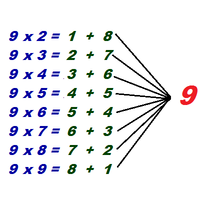 9 x 2 = 1 + 8
9 x 3 = 2 + 7
9 x 4 = 3 + 6
9 x 5 = 4 + 5
9 x 6 = 5 + 4
9 x 7 = 6 + 3
9 x 8 = 7 + 2
9 x 9 = 8 + 1
9